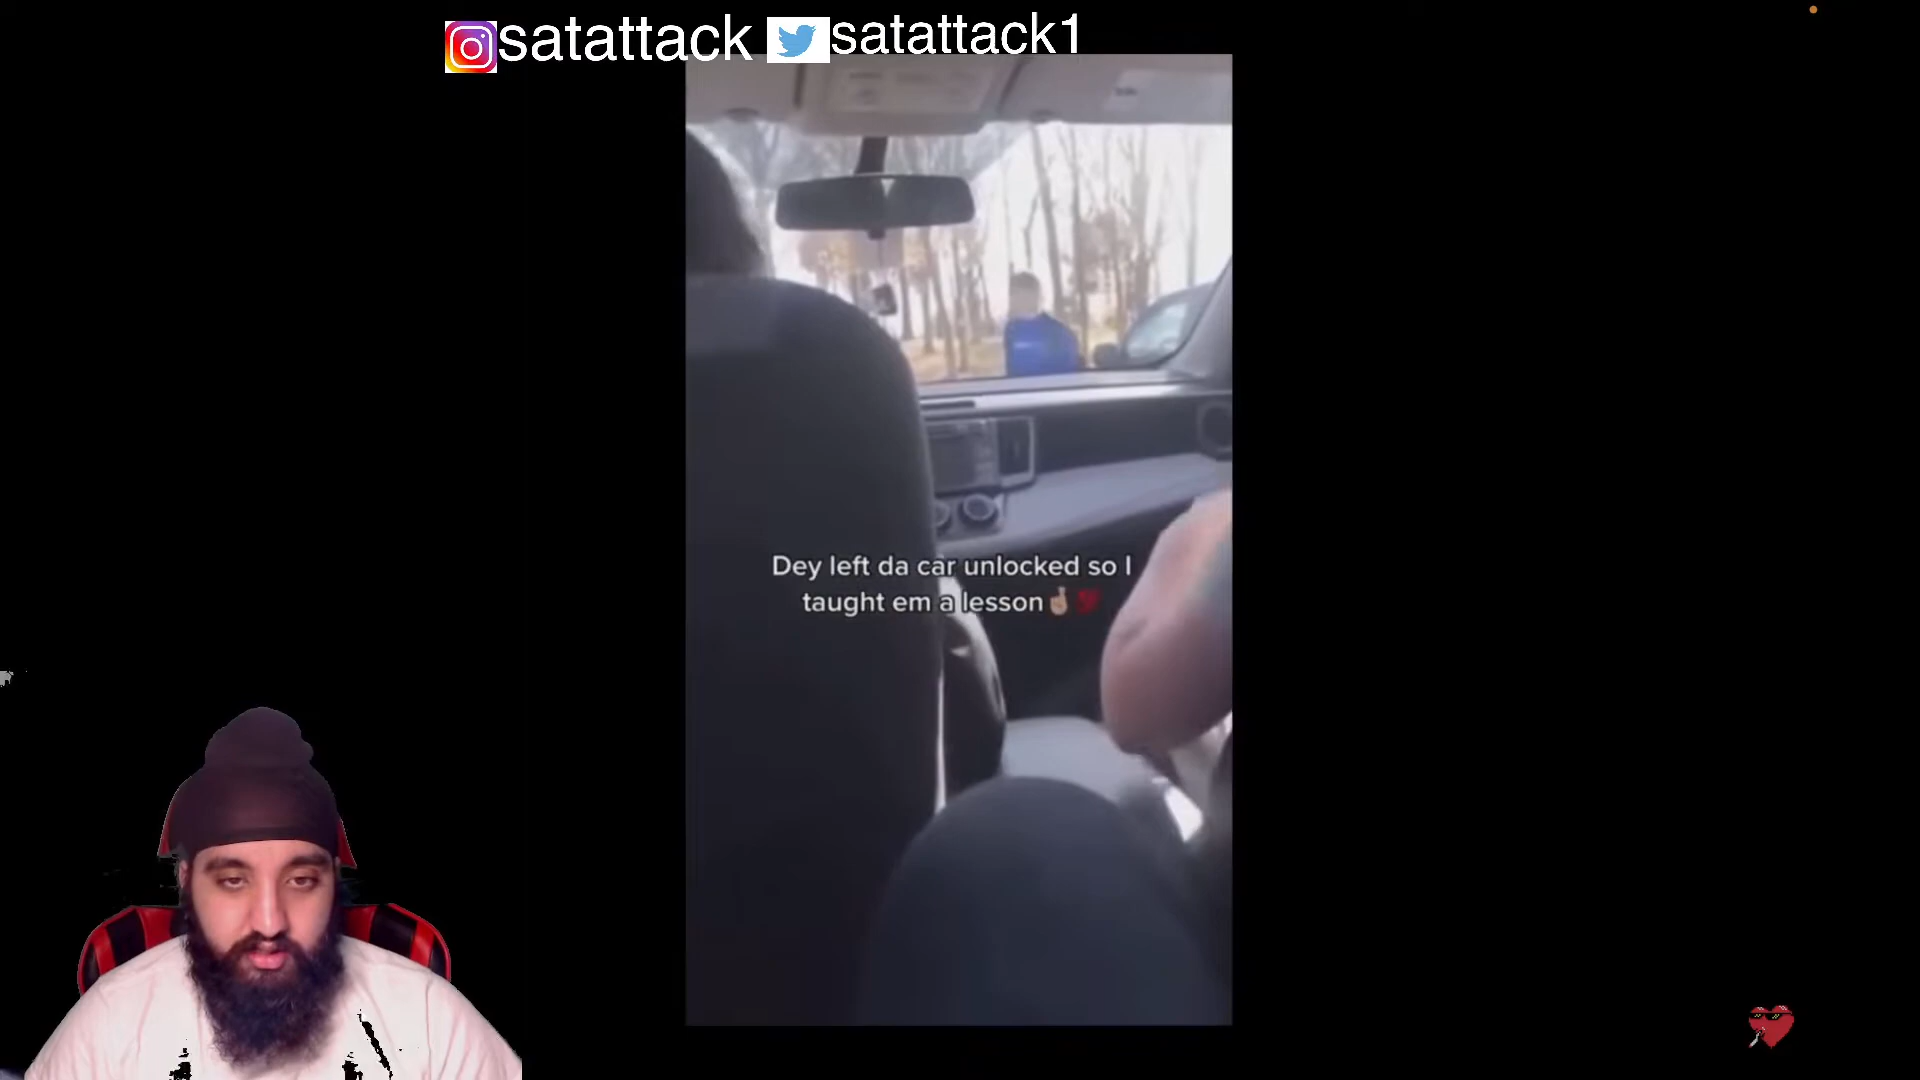 satattack satattack1
Dey left da car unlocked so I
taught em a lesson🤞🏼💯